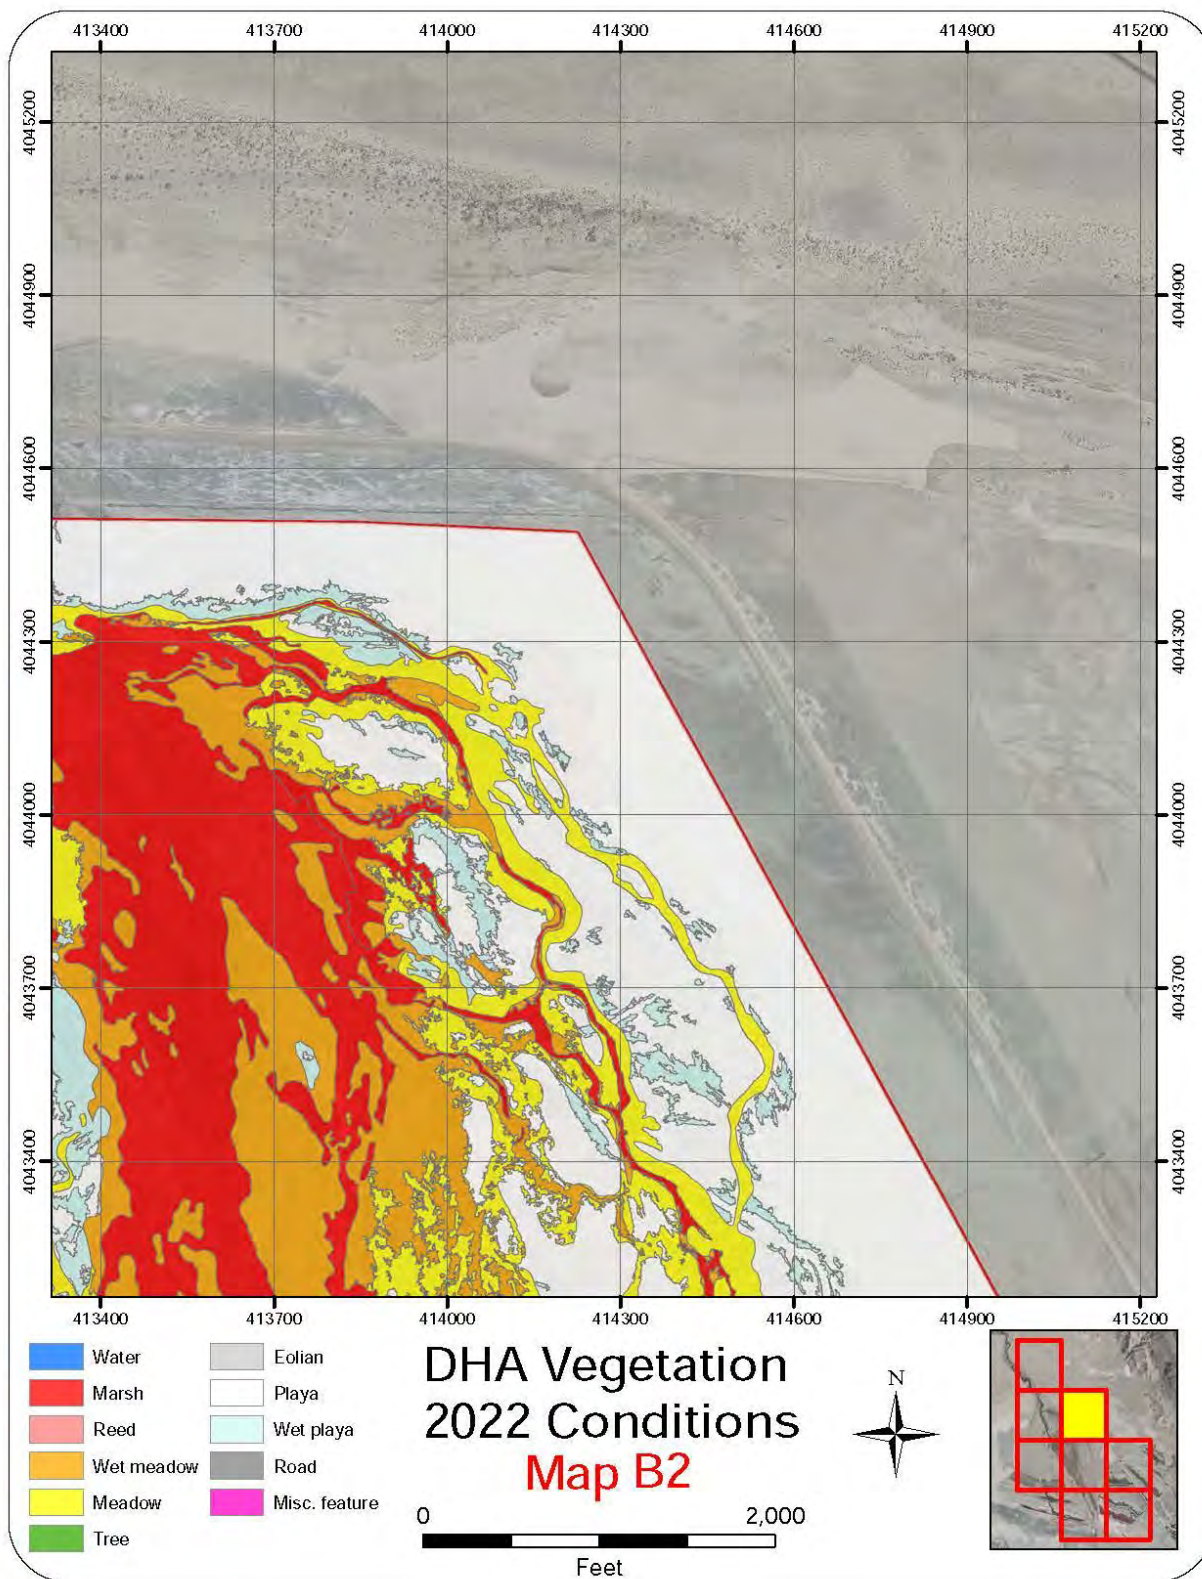 413400 413700 414000 414300 414600 414900 415200
4045200 4045200
4044900 4044900
4044600 4044600
4044300 4044300
4044000 4044000
4043700 4043700
4043400 4043400
413400 413700 414000 414300 414600 414900 415200
Water
Marsh
Reed
Wet meadow
Meadow
Tree
Eolian
Playa
Wet playa
Road
Misc. feature
DHA Vegetation
2022 Conditions
Map B2
0 2,000
Feet
N